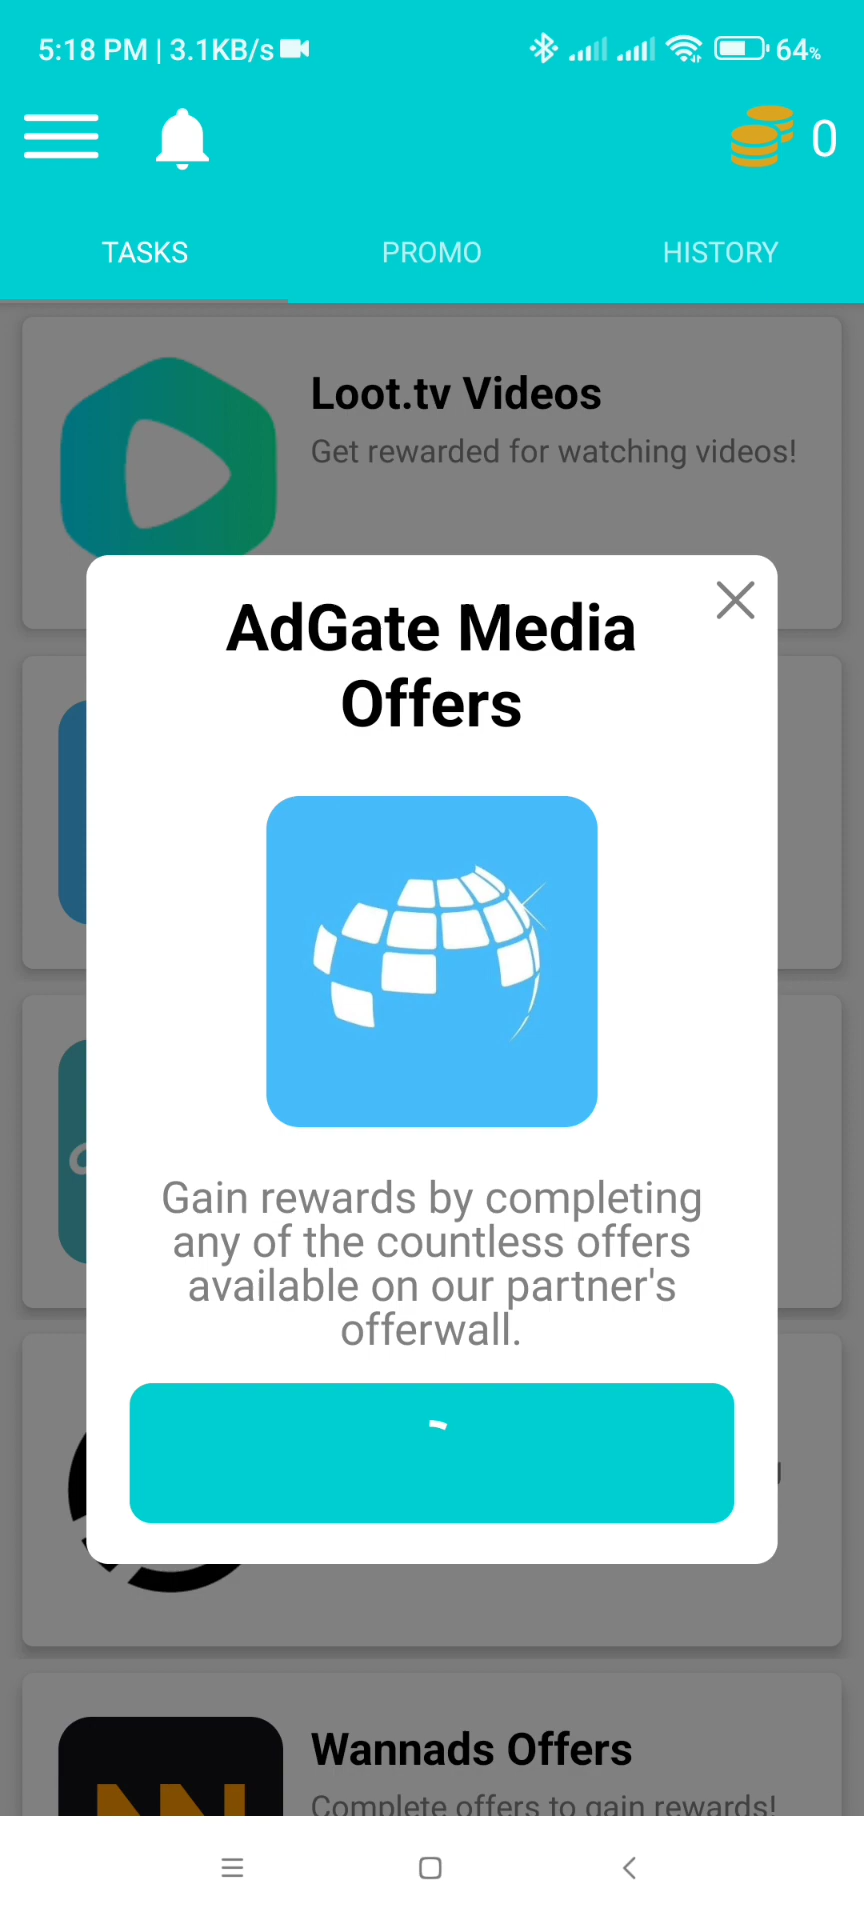 5:18 PM | 3.1KB/s
64%
0
TASKS
PROMO
HISTORY
Loot.tv Videos
Get rewarded for watching videos!
AdGate Media
Offers
Gain rewards by completing
any of the countless offers
available on our partner's
offerwall.
Wannads Offers
Complete offers to gain rewards!